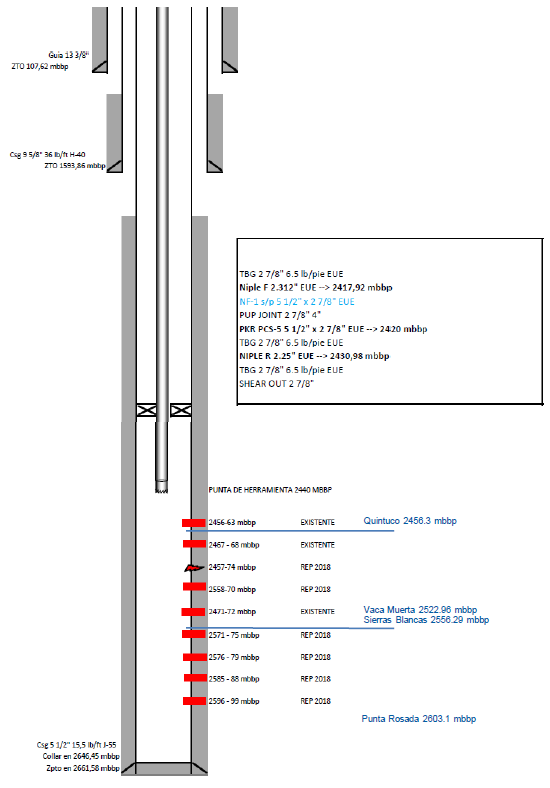 Guia 13 3/8"
ZTO 107,62 mbbp
Csg 9 5/8" 36 lb/ft H-40
ZTO 1593,86 mbbp
TBG 2 7/8" 6.5 lb/pie EUE
Niple F 2.312" EUE --> 2417,92 mbbp
NF-1 s/p 5 1/2" x 2 7/8" EUE
PUP JOINT 2 7/8" 4"
PKR PCS-5 5 1/2" x 2 7/8" EUE --> 2420 mbbp
TBG 2 7/8" 6.5 lb/pie EUE
NIPLE R 2.25" EUE --> 2430,98 mbbp
TBG 2 7/8" 6.5 lb/pie EUE
SHEAR OUT 2 7/8"
PUNTA DE HERRAMIENTA 2440 MBBP
2456-63 mbbp EXISTENTE Quintuco 2456.3 mbbp
2467 - 68 mbbp EXISTENTE
2457-74 mbbp REP 2018
2558-70 mbbp REP 2018
2471-72 mbbp EXISTENTE Vaca Muerta 2522.96 mbbp
Sierras Blancas 2556.29 mbbp
2571 - 75 mbbp REP 2018
2576 - 79 mbbp REP 2018
2585 - 88 mbbp REP 2018
2596 - 99 mbbp REP 2018
Punta Rosada 2603.1 mbbp
Csg 5 1/2" 15,5 lb/ft J-55
Collar en 2646,45 mbbp
Zpto en 2661,58 mbbp